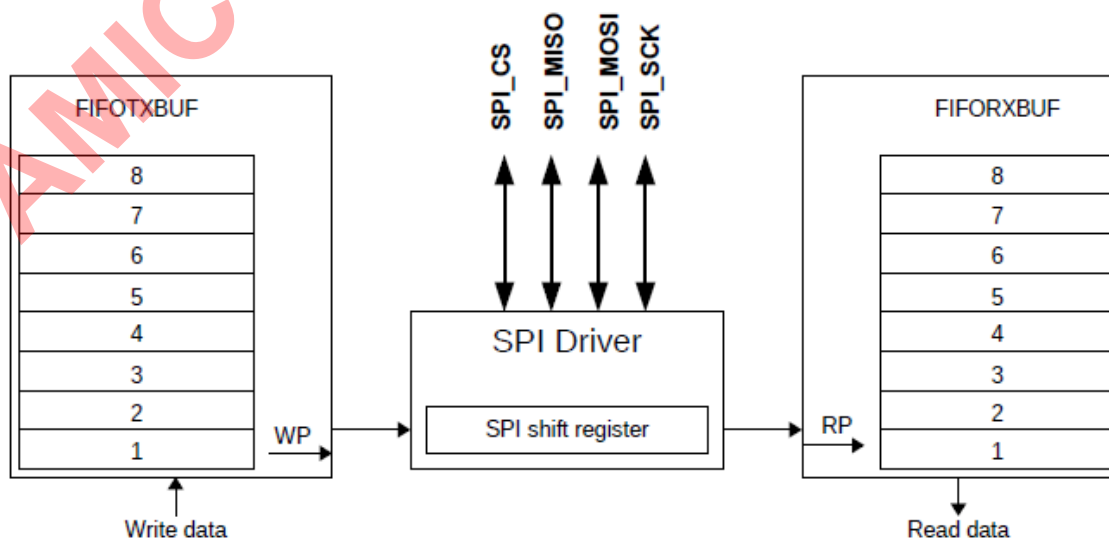 AMIC
SPI_CS
SPI_MISO
SPI_MOSI
SPI_SCK
FIFOTXBUF
8
7
6
5
4
3
2
1
WP
Write data
SPI Driver
SPI shift register
FIFORXBUF
8
7
6
5
4
3
2
1
RP
Read data